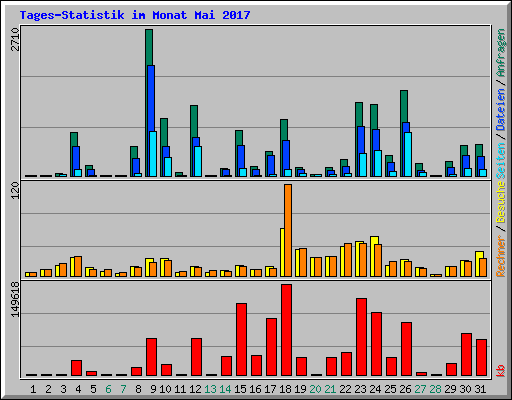 Tages-Statistik im Monat Mai 2017
2710
120
149618
Rechner / Besuche Seiten / Dateien / Anfragen
kb
1 2 3 4 5 6 7 8 9 10 11 12 13 14 15 16 17 18 19 20 21 22 23 24 25 26 27 28 29 30 31